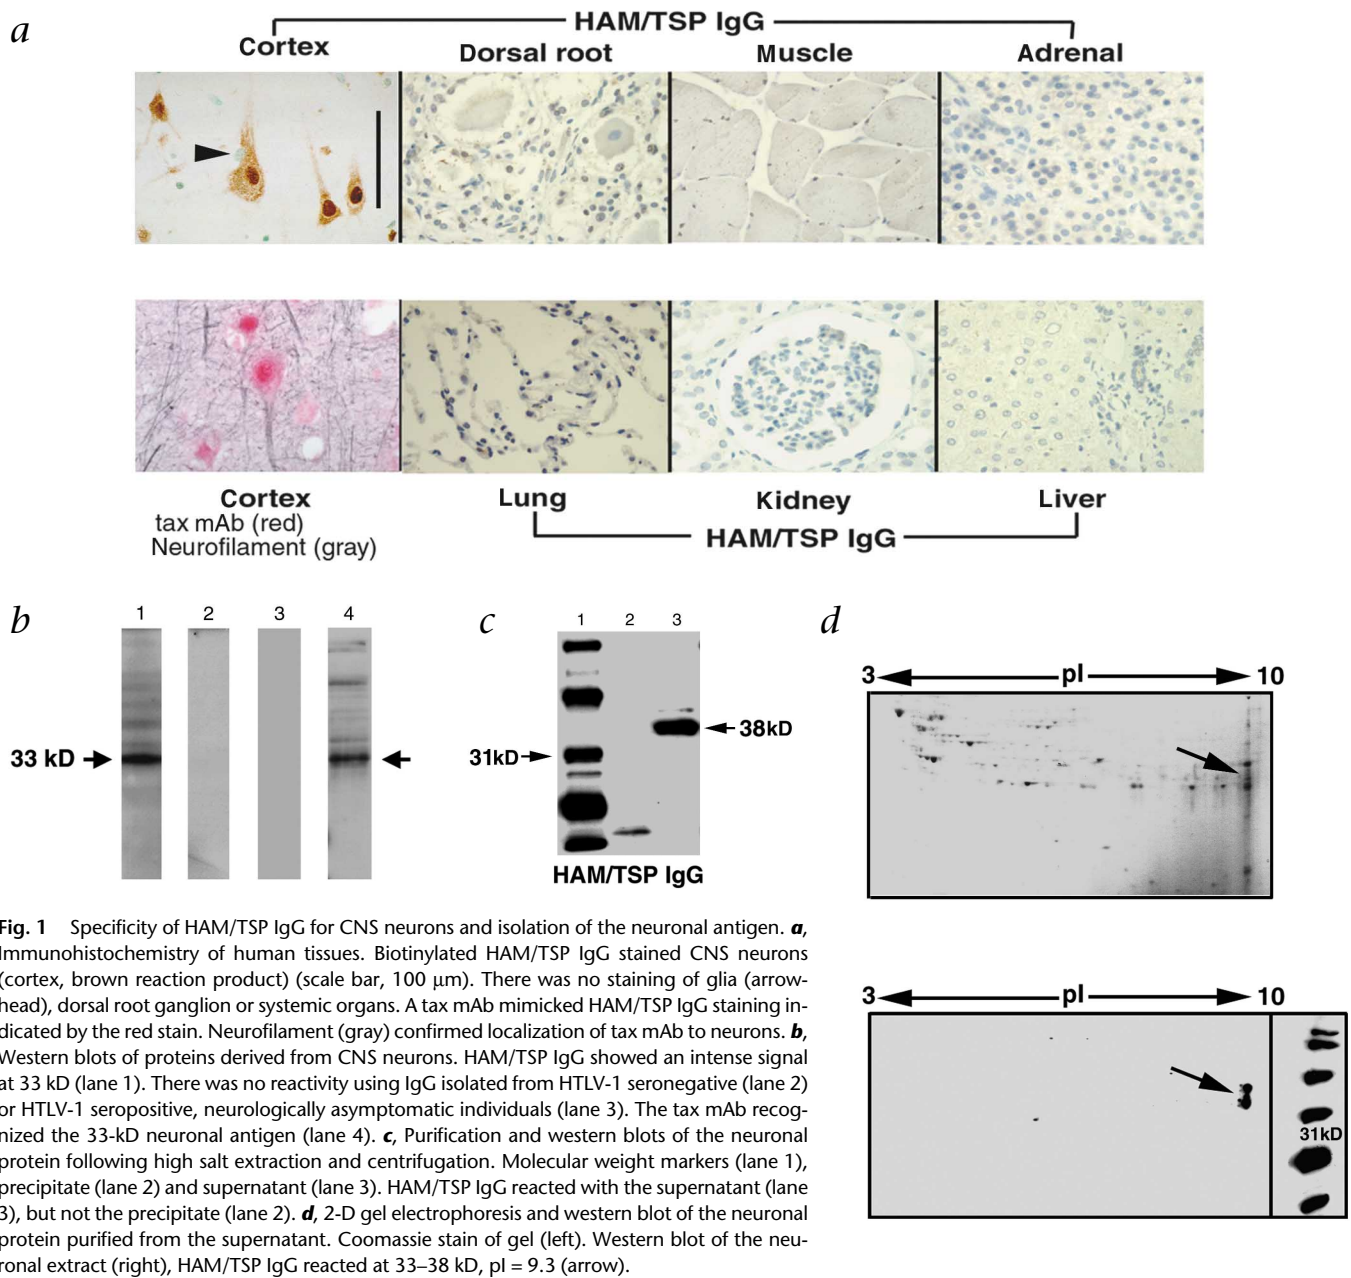 a
HAM/TSP IgG
Cortex Dorsal root Muscle Adrenal
Cortex Lung Kidney Liver
tax mAb (red)
Neurofilament (gray)
HAM/TSP IgG
b
1 2 3 4
33 kD
c
1 2 3
38kD
31kD
HAM/TSP IgG
d
3 pI 10
3 pI 10
31kD
Fig. 1 Specificity of HAM/TSP IgG for CNS neurons and isolation of the neuronal antigen. a,
Immunohistochemistry of human tissues. Biotinylated HAM/TSP IgG stained CNS neurons
(cortex, brown reaction product) (scale bar, 100 μm). There was no staining of glia (arrow-
head), dorsal root ganglion or systemic organs. A tax mAb mimicked HAM/TSP IgG staining in-
dicated by the red stain. Neurofilament (gray) confirmed localization of tax mAb to neurons. b,
Western blots of proteins derived from CNS neurons. HAM/TSP IgG showed an intense signal
at 33 kD (lane 1). There was no reactivity using IgG isolated from HTLV-1 seronegative (lane 2)
or HTLV-1 seropositive, neurologically asymptomatic individuals (lane 3). The tax mAb recog-
nized the 33-kD neuronal antigen (lane 4). c, Purification and western blots of the neuronal
protein following high salt extraction and centrifugation. Molecular weight markers (lane 1),
precipitate (lane 2) and supernatant (lane 3). HAM/TSP IgG reacted with the supernatant (lane
3), but not the precipitate (lane 2). d, 2-D gel electrophoresis and western blot of the neuronal
protein purified from the supernatant. Coomassie stain of gel (left). Western blot of the neu-
ronal extract (right), HAM/TSP IgG reacted at 33–38 kD, pI = 9.3 (arrow).